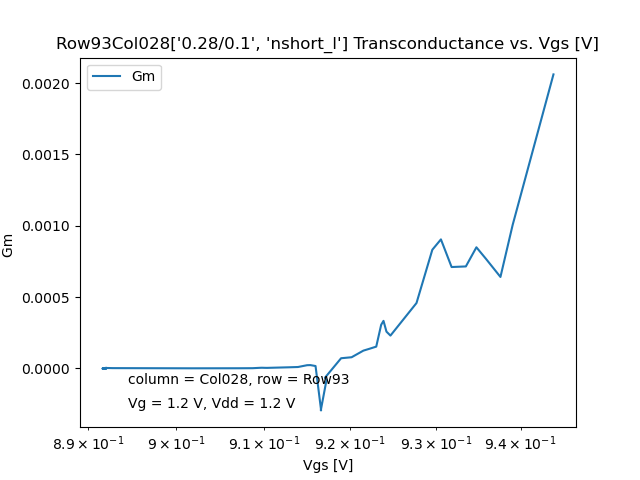 Row93Col028['0.28/0.1', 'nshort_l'] Transconductance vs. Vgs [V]
Gm
0.0020
0.0015
0.0010
0.0005
0.0000
Gm
column = Col028, row = Row93
Vg = 1.2 V, Vdd = 1.2 V
8.9 × 10⁻¹ 9 × 10⁻¹ 9.1 × 10⁻¹ 9.2 × 10⁻¹ 9.3 × 10⁻¹ 9.4 × 10⁻¹
Vgs [V]